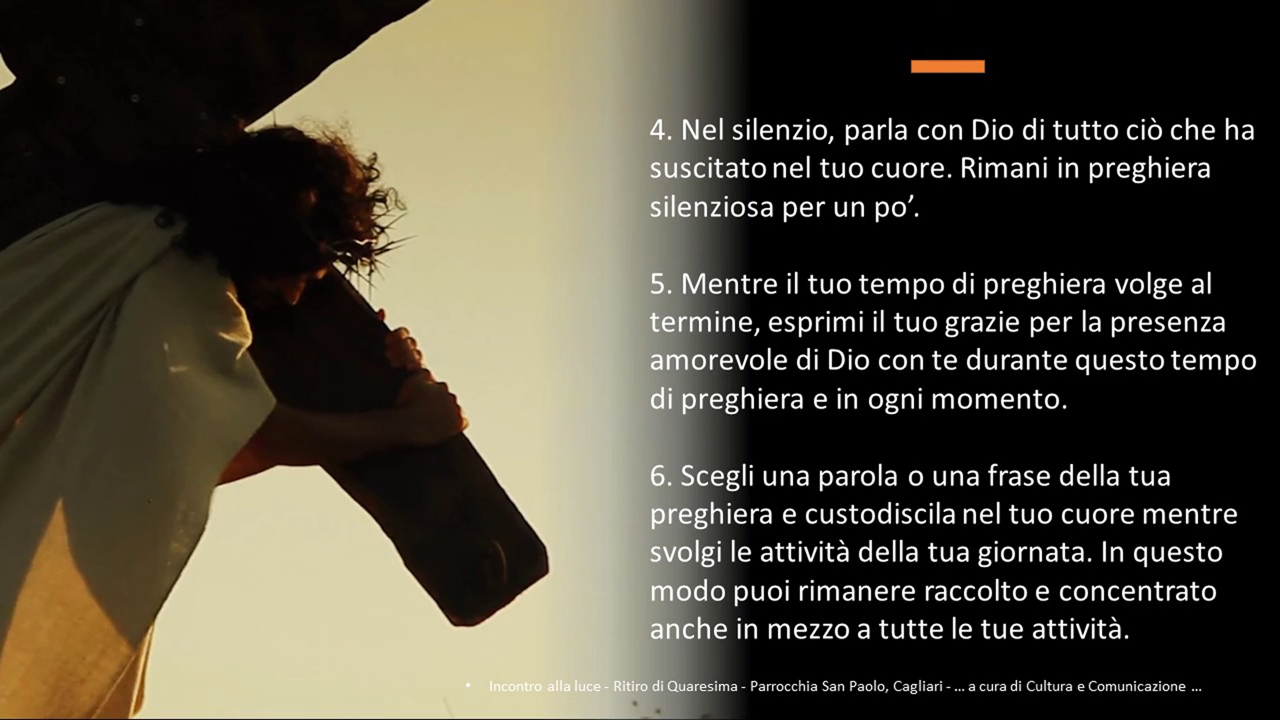 4. Nel silenzio, parla con Dio di tutto ciò che ha
suscitato nel tuo cuore. Rimani in preghiera
silenziosa per un po’.
5. Mentre il tuo tempo di preghiera volge al
termine, esprimi il tuo grazie per la presenza
amorevole di Dio con te durante questo tempo
di preghiera e in ogni momento.
6. Scegli una parola o una frase della tua
preghiera e custodiscila nel tuo cuore mentre
svolgi le attività della tua giornata. In questo
modo puoi rimanere raccolto e concentrato
anche in mezzo a tutte le tue attività.
• Incontro alla luce - Ritiro di Quaresima - Parrocchia San Paolo, Cagliari - ... a cura di Cultura e Comunicazione ...